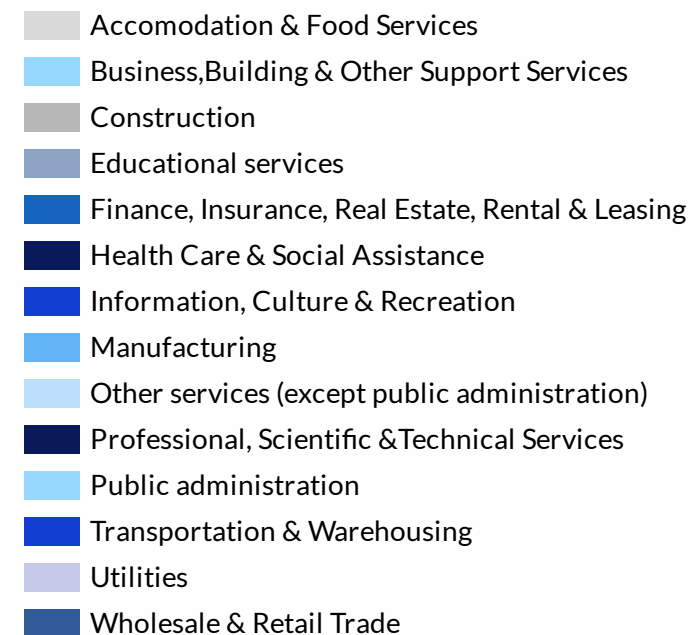 Accomodation & Food Services
Business,Building & Other Support Services
Construction
Educational services
Finance, Insurance, Real Estate, Rental & Leasing
Health Care & Social Assistance
Information, Culture & Recreation
Manufacturing
Other services (except public administration)
Professional, Scientific &Technical Services
Public administration
Transportation & Warehousing
Utilities
Wholesale & Retail Trade